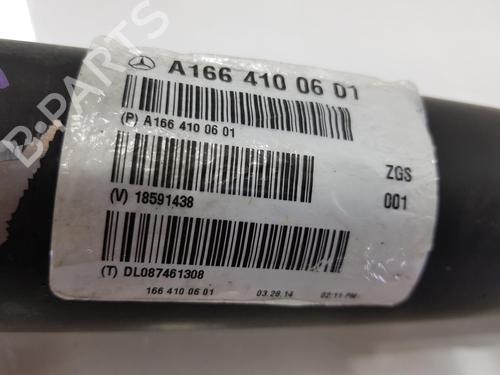 A166 410 06 01
(P) A166 410 06 01
ZGS
(V) 18591438
001
(T) DL087461308
166 410 06 01 03.28.14 02:11 PM
B-PARTS